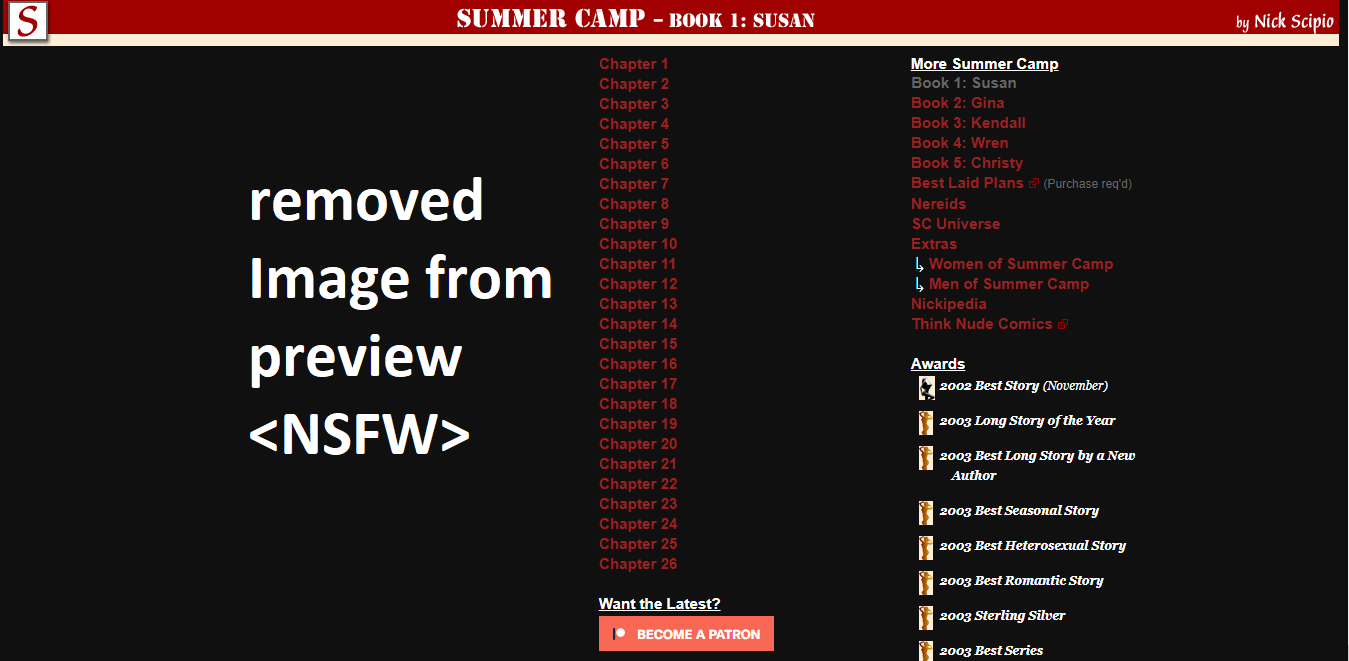 S
SUMMER CAMP – BOOK 1: SUSAN
by Nick Scipio
removed
Image from
preview
<NSFW>
Chapter 1
Chapter 2
Chapter 3
Chapter 4
Chapter 5
Chapter 6
Chapter 7
Chapter 8
Chapter 9
Chapter 10
Chapter 11
Chapter 12
Chapter 13
Chapter 14
Chapter 15
Chapter 16
Chapter 17
Chapter 18
Chapter 19
Chapter 20
Chapter 21
Chapter 22
Chapter 23
Chapter 24
Chapter 25
Chapter 26
Want the Latest?
BECOME A PATRON
More Summer Camp
Book 1: Susan
Book 2: Gina
Book 3: Kendall
Book 4: Wren
Book 5: Christy
Best Laid Plans (Purchase req'd)
Nereids
SC Universe
Extras
Women of Summer Camp
Men of Summer Camp
Nickipedia
Think Nude Comics
Awards
2002 Best Story (November)
2003 Long Story of the Year
2003 Best Long Story by a New
Author
2003 Best Seasonal Story
2003 Best Heterosexual Story
2003 Best Romantic Story
2003 Sterling Silver
2003 Best Series